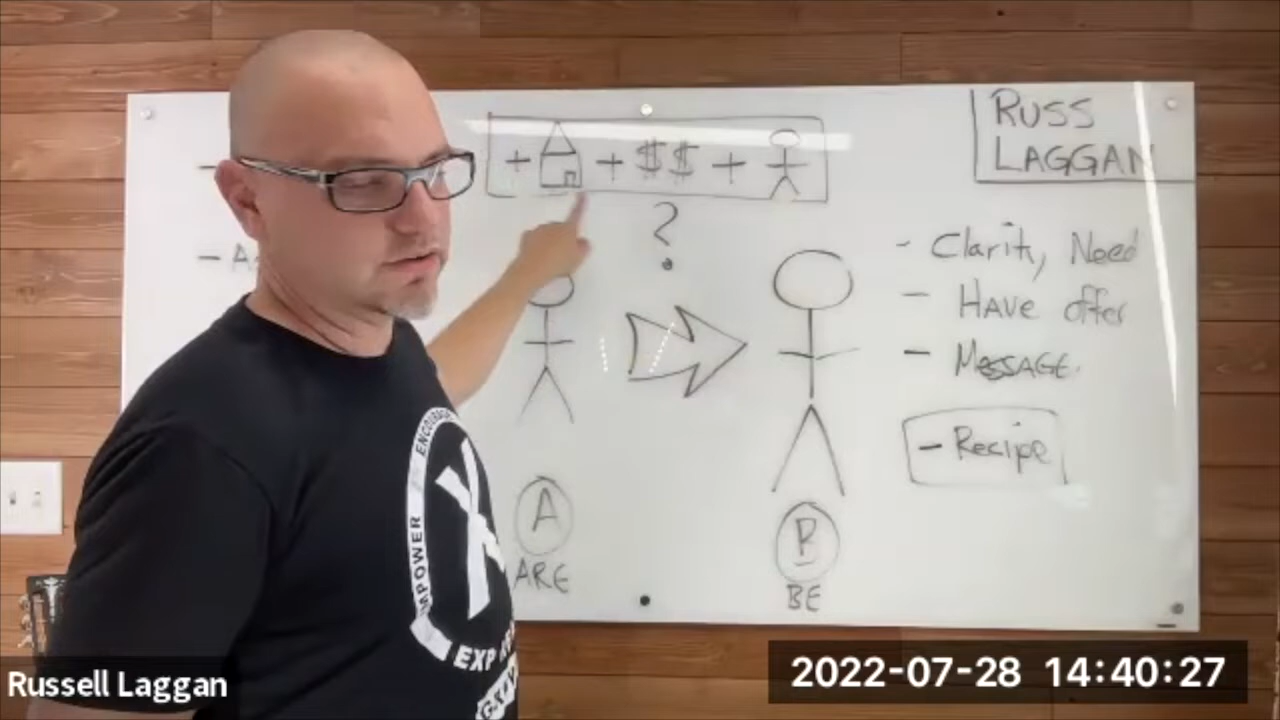 RUSS
LAGGAN
+ + $$ +
?
- Clarity, Need
- HAVE offer
- MESSAGE
- Recipe
A
ARE
B
BE
ENCOURAGE
EMPOWER
X
Russell Laggan
2022-07-28 14:40:27